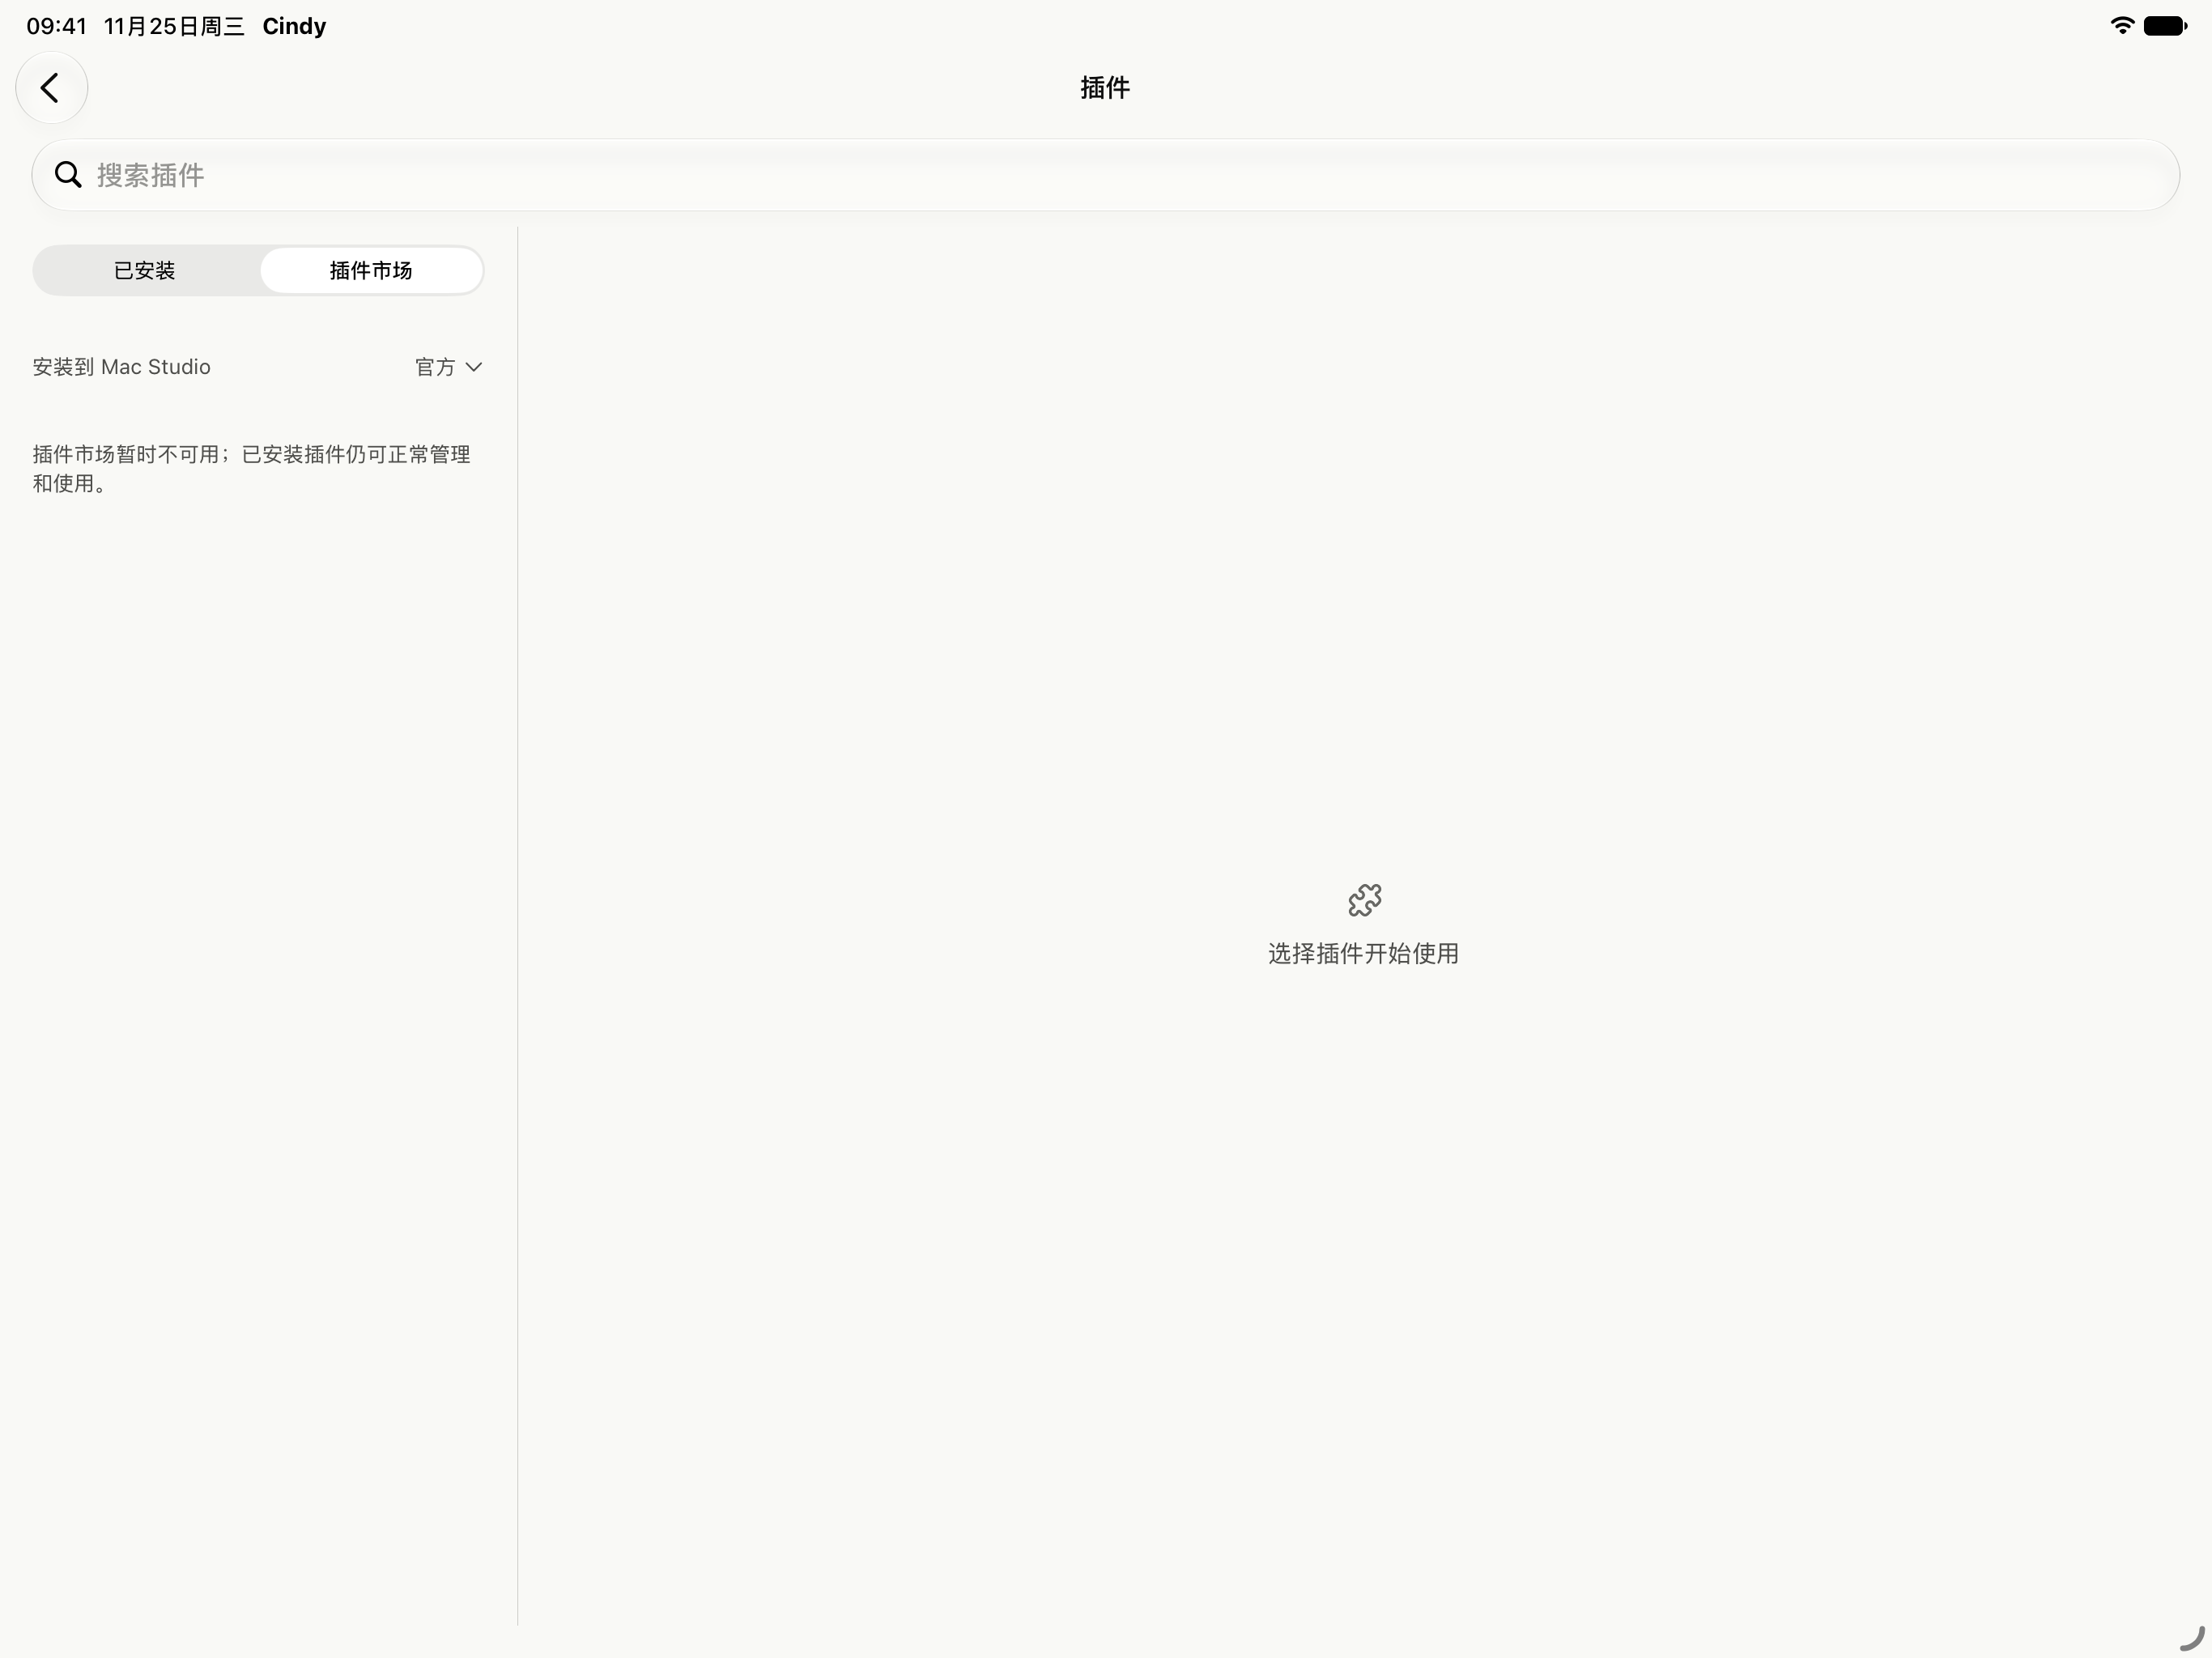 09:41 11月25日周三 Cindy
插件
搜索插件
已安装 插件市场
安装到 Mac Studio 官方
插件市场暂时不可用；已安装插件仍可正常管理
和使用。
选择插件开始使用